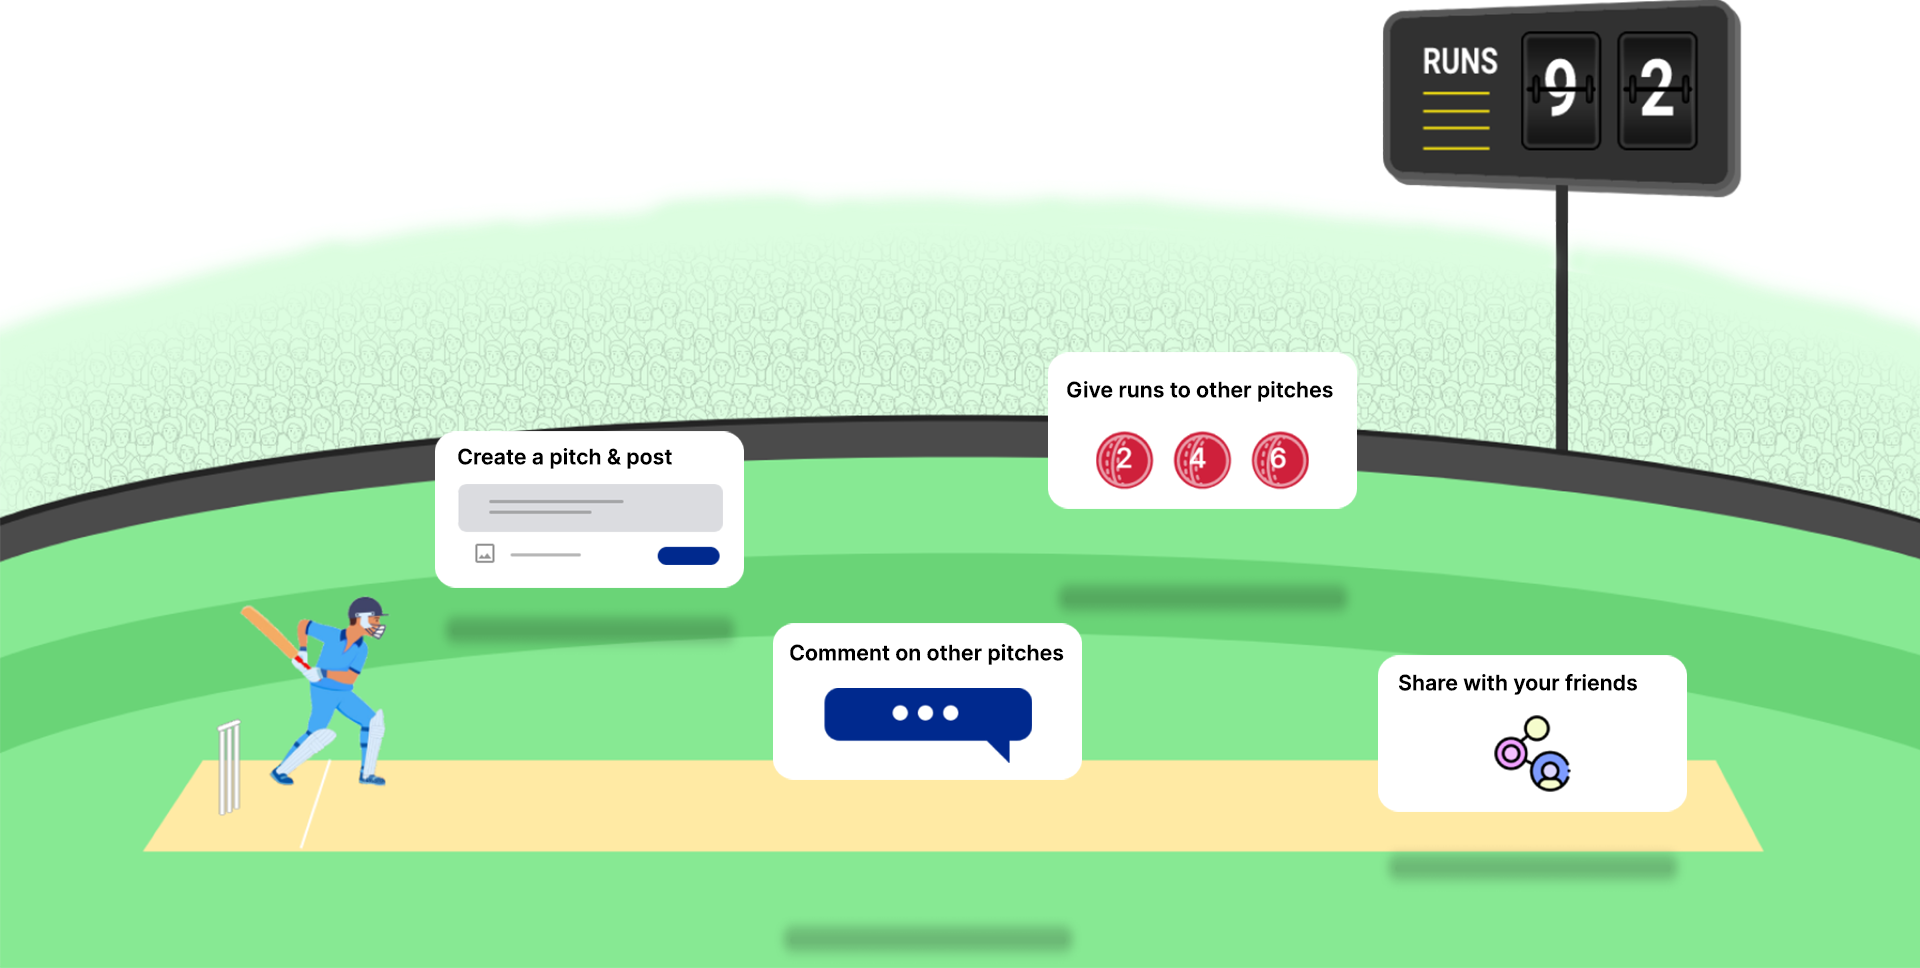 RUNS 9 2
Give runs to other pitches
2 4 6
Create a pitch & post
Comment on other pitches
Share with your friends